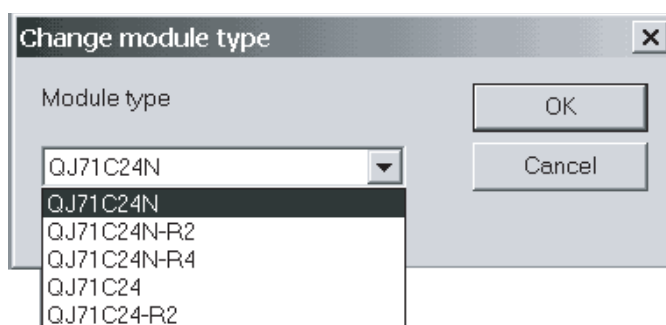 Change module type
Module type
OK
QJ71C24N
Cancel
QJ71C24N
QJ71C24N-R2
QJ71C24N-R4
QJ71C24
QJ71C24-R2